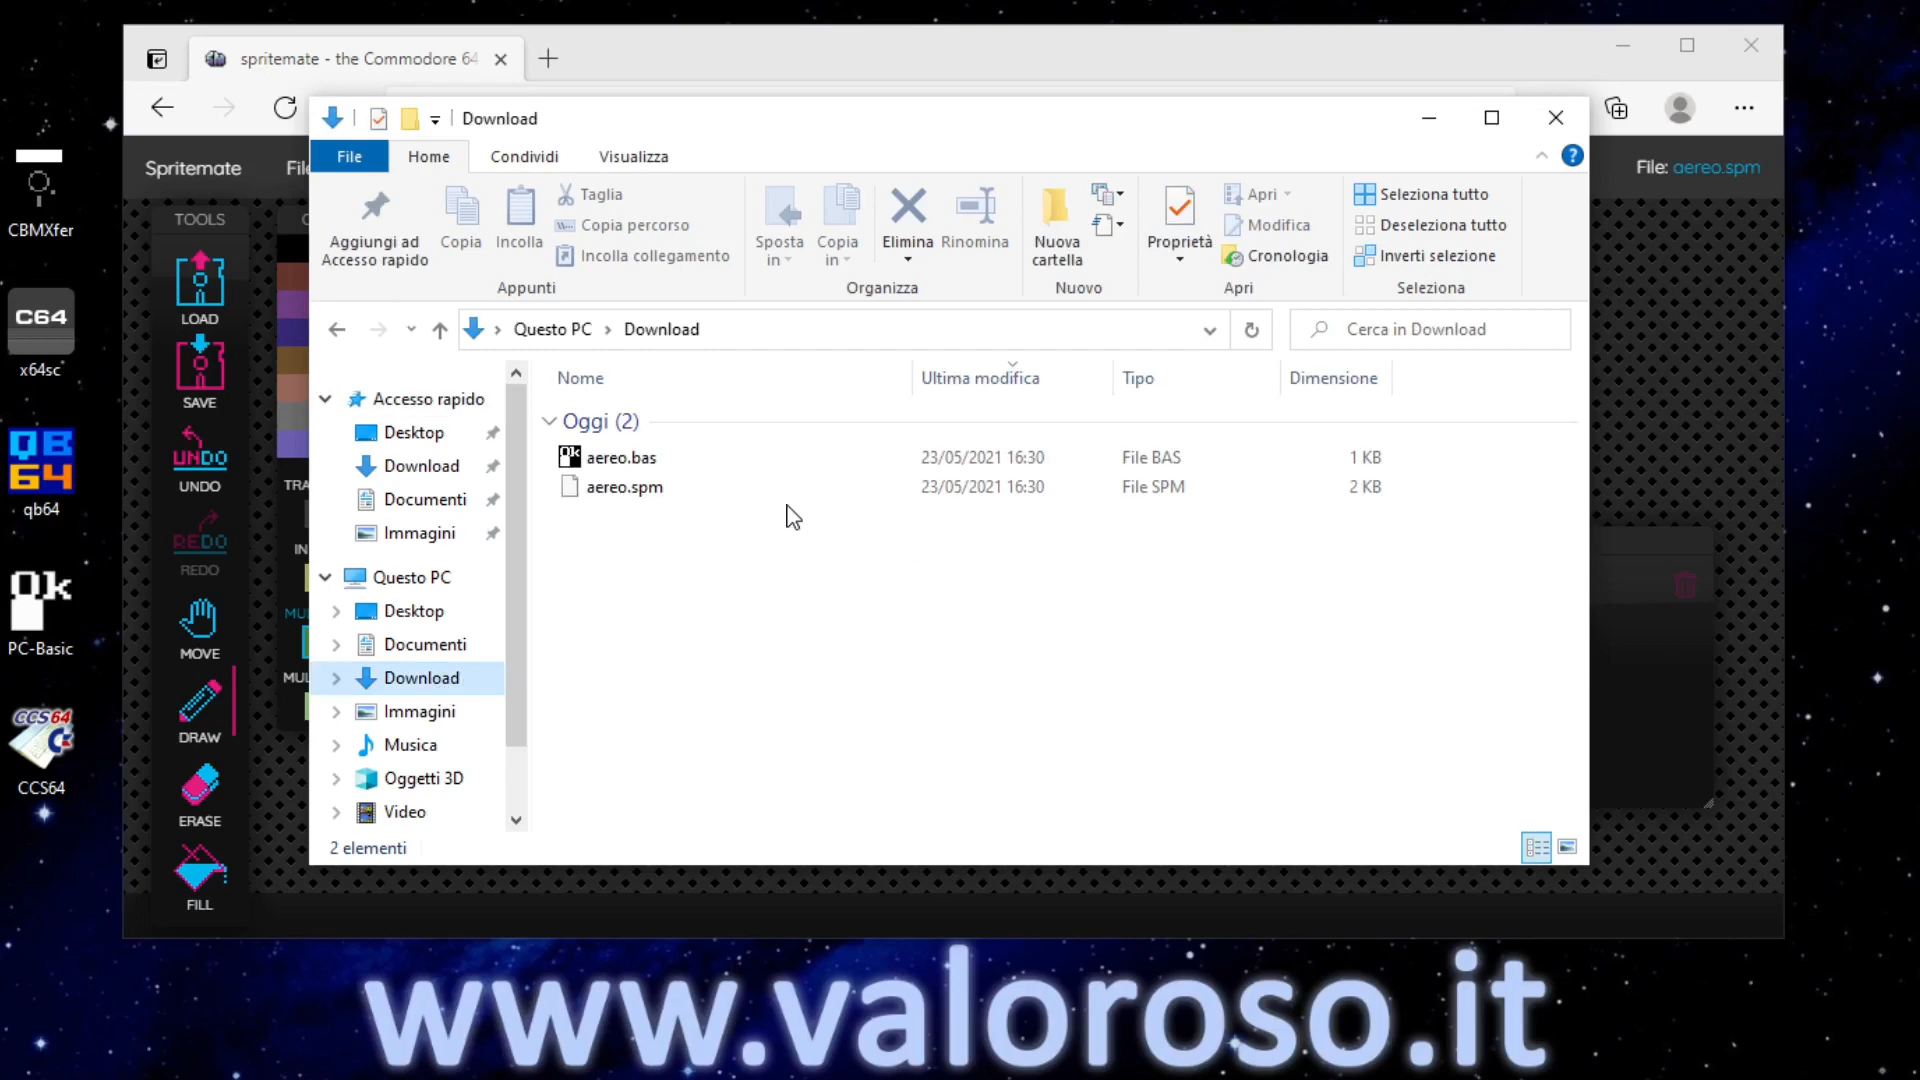 spritemate - the Commodore 64
Download
Spritemate
File: aereo.spm
File
Home
Condividi
Visualizza
TOOLS
LOAD
SAVE
UNDO
REDO
MOVE
DRAW
ERASE
FILL
CBMXfer
C64
x64sc
QB
64
qb64
Ok
PC-Basic
CCS64
CCS64
Aggiungi ad
Accesso rapido
Copia
Incolla
Taglia
Copia percorso
Incolla collegamento
Appunti
Sposta
in
Copia
in
Elimina
Rinomina
Organizza
Nuova
cartella
Nuovo
Proprietà
Apri
Modifica
Cronologia
Apri
Seleziona tutto
Deseleziona tutto
Inverti selezione
Seleziona
Questo PC > Download
Cerca in Download
Nome
Ultima modifica
Tipo
Dimensione
Oggi (2)
aereo.bas 23/05/2021 16:30 File BAS 1 KB
aereo.spm 23/05/2021 16:30 File SPM 2 KB
Accesso rapido
Desktop
Download
Documenti
Immagini
Questo PC
Desktop
Documenti
Download
Immagini
Musica
Oggetti 3D
Video
2 elementi
www.valoroso.it